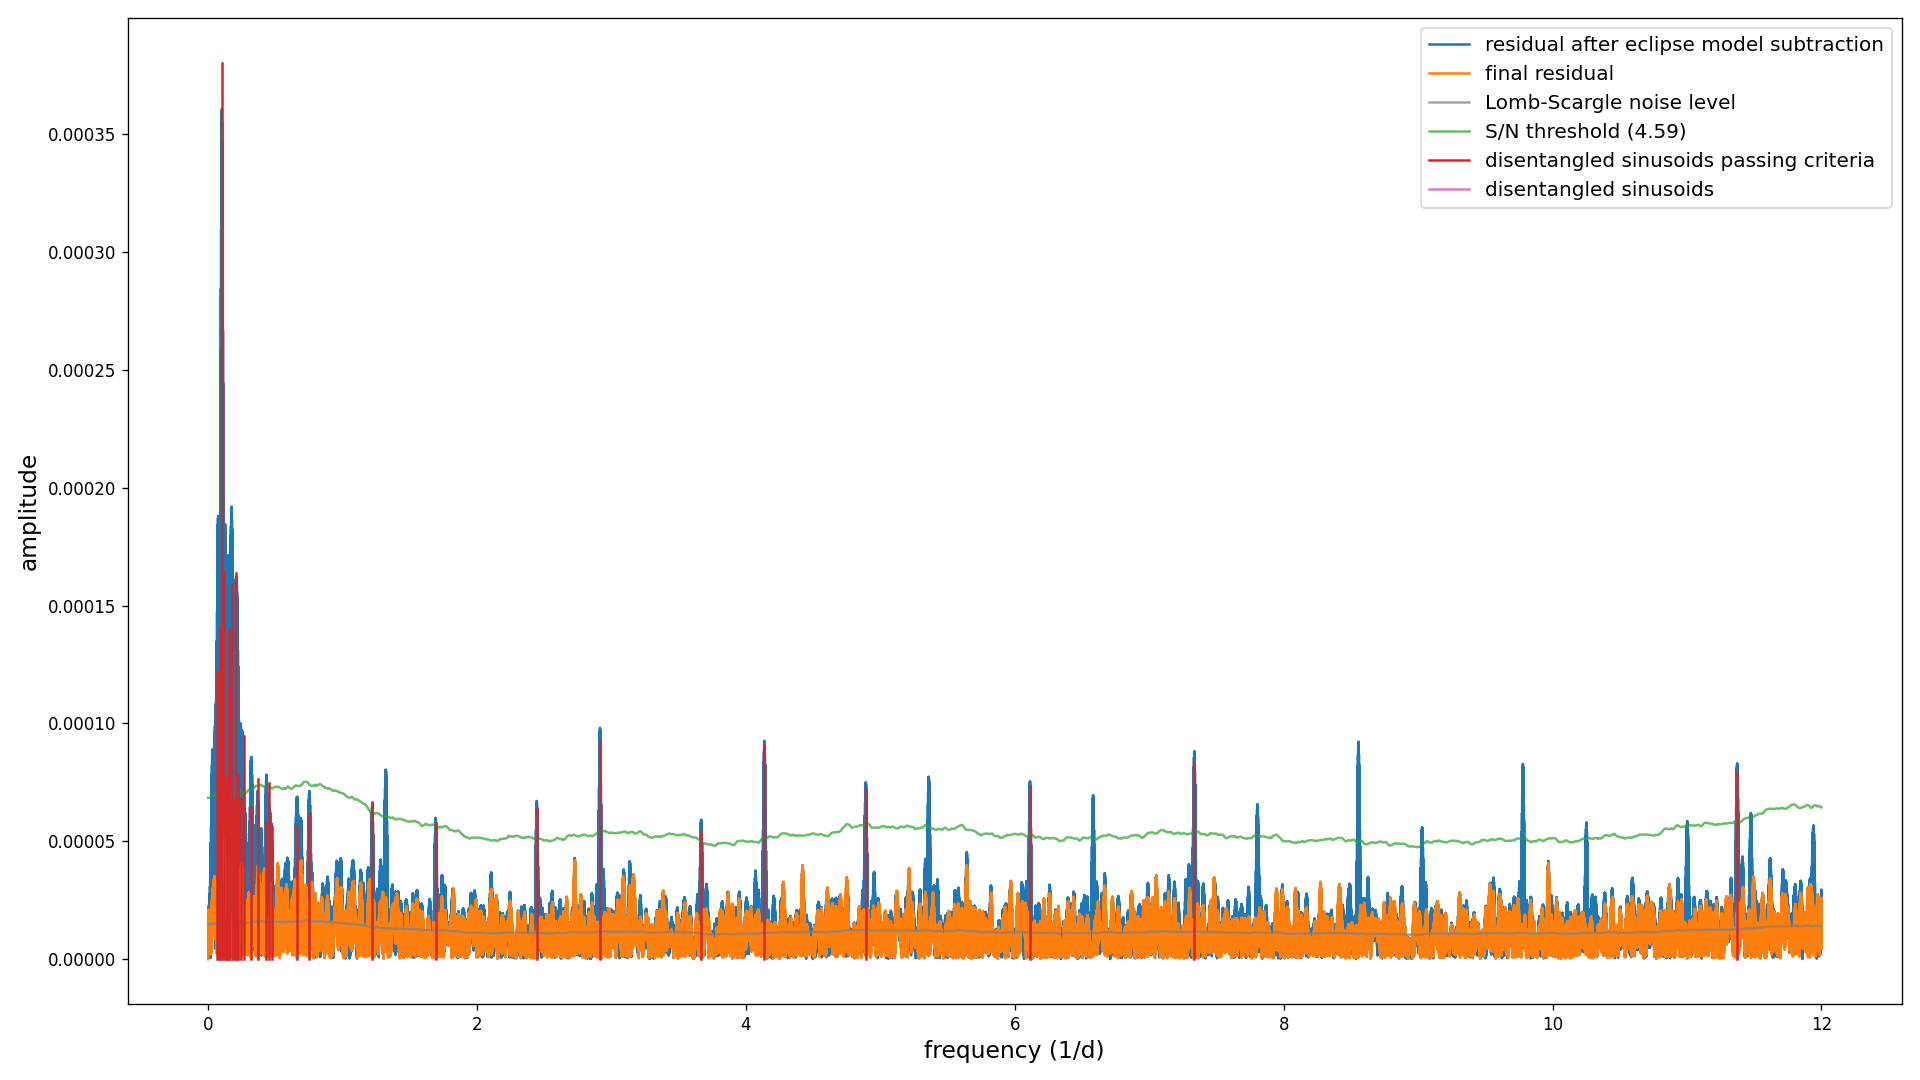 residual after eclipse model subtraction
final residual
Lomb-Scargle noise level
S/N threshold (4.59)
disentangled sinusoids passing criteria
disentangled sinusoids
amplitude
0.00035
0.00030
0.00025
0.00020
0.00015
0.00010
0.00005
0.00000
0 2 4 6 8 10 12
frequency (1/d)